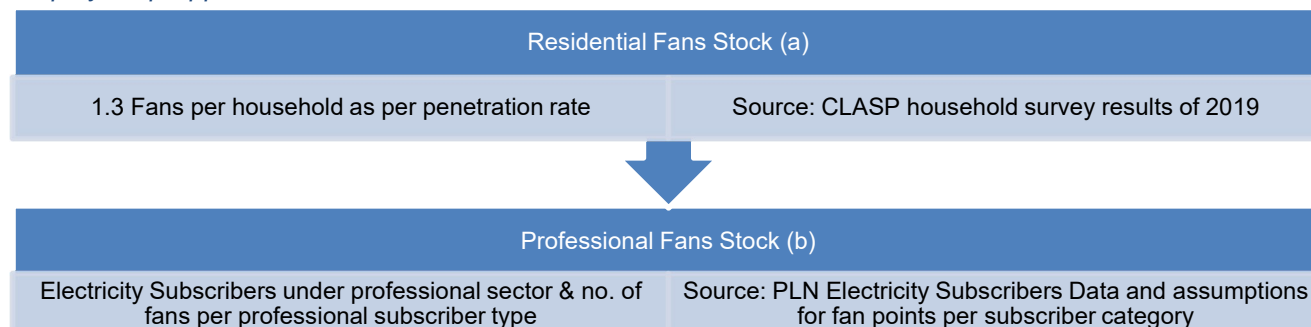 Residential Fans Stock (a)
1.3 Fans per household as per penetration rate
Source: CLASP household survey results of 2019
Professional Fans Stock (b)
Electricity Subscribers under professional sector & no. of
fans per professional subscriber type
Source: PLN Electricity Subscribers Data and assumptions
for fan points per subscriber category